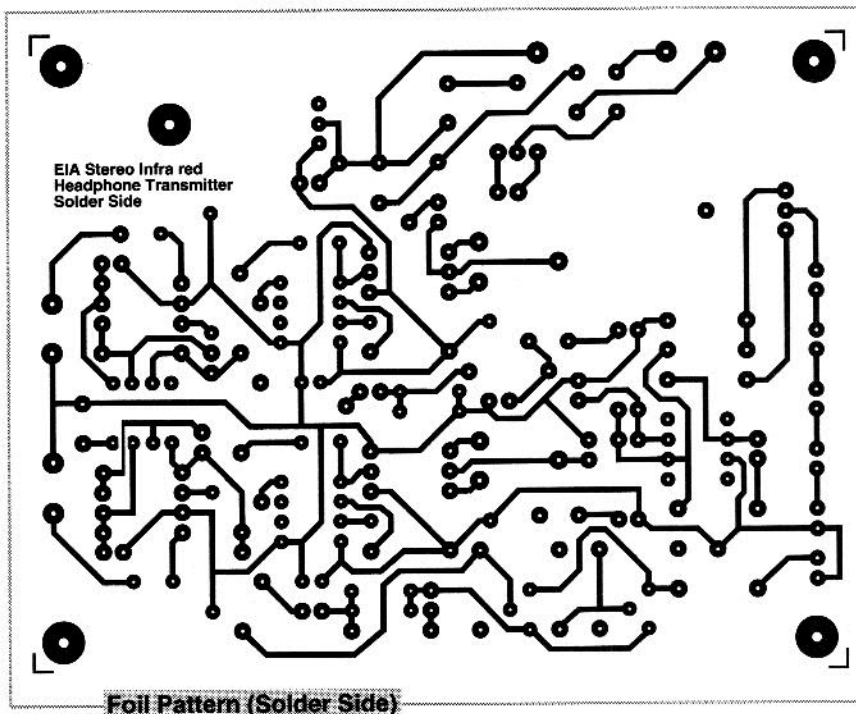 EIA Stereo Infra red
Headphone Transmitter
Solder Side
Foil Pattern (Solder Side)